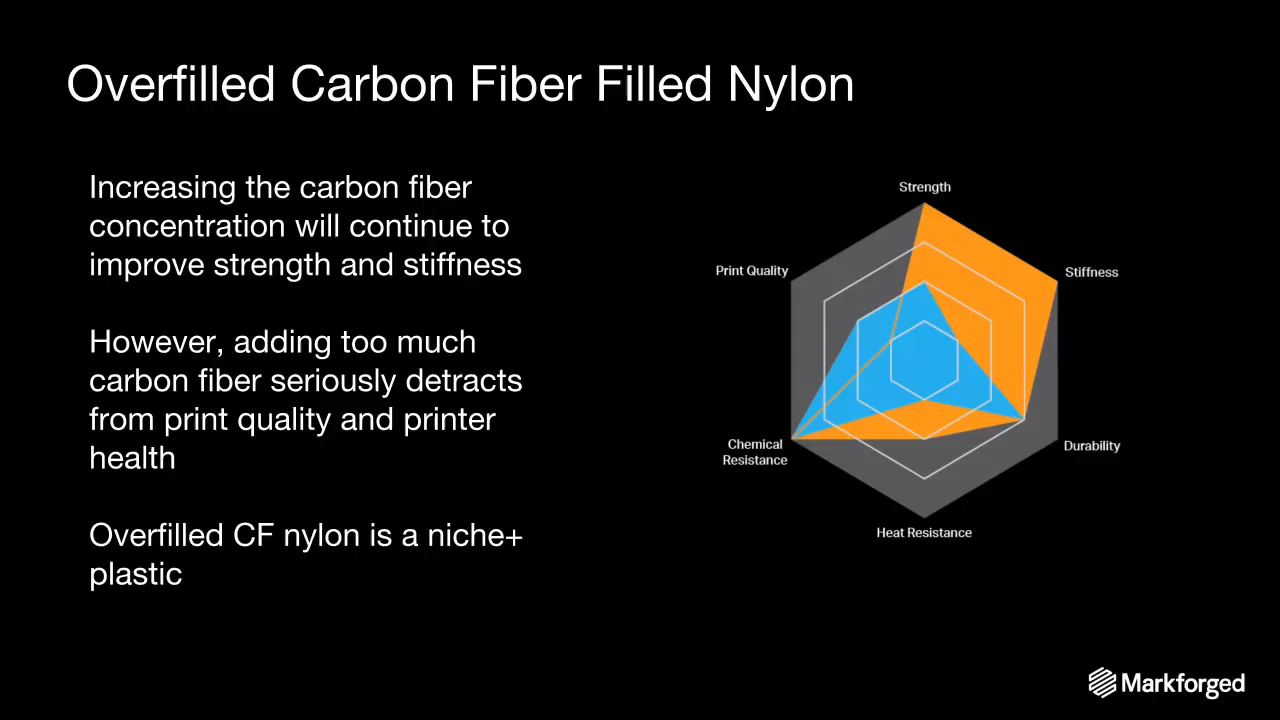 Overfilled Carbon Fiber Filled Nylon
Increasing the carbon fiber
concentration will continue to
improve strength and stiffness
However, adding too much
carbon fiber seriously detracts
from print quality and printer
health
Overfilled CF nylon is a niche+
plastic
Strength
Print Quality
Stiffness
Chemical
Resistance
Durability
Heat Resistance
Markforged